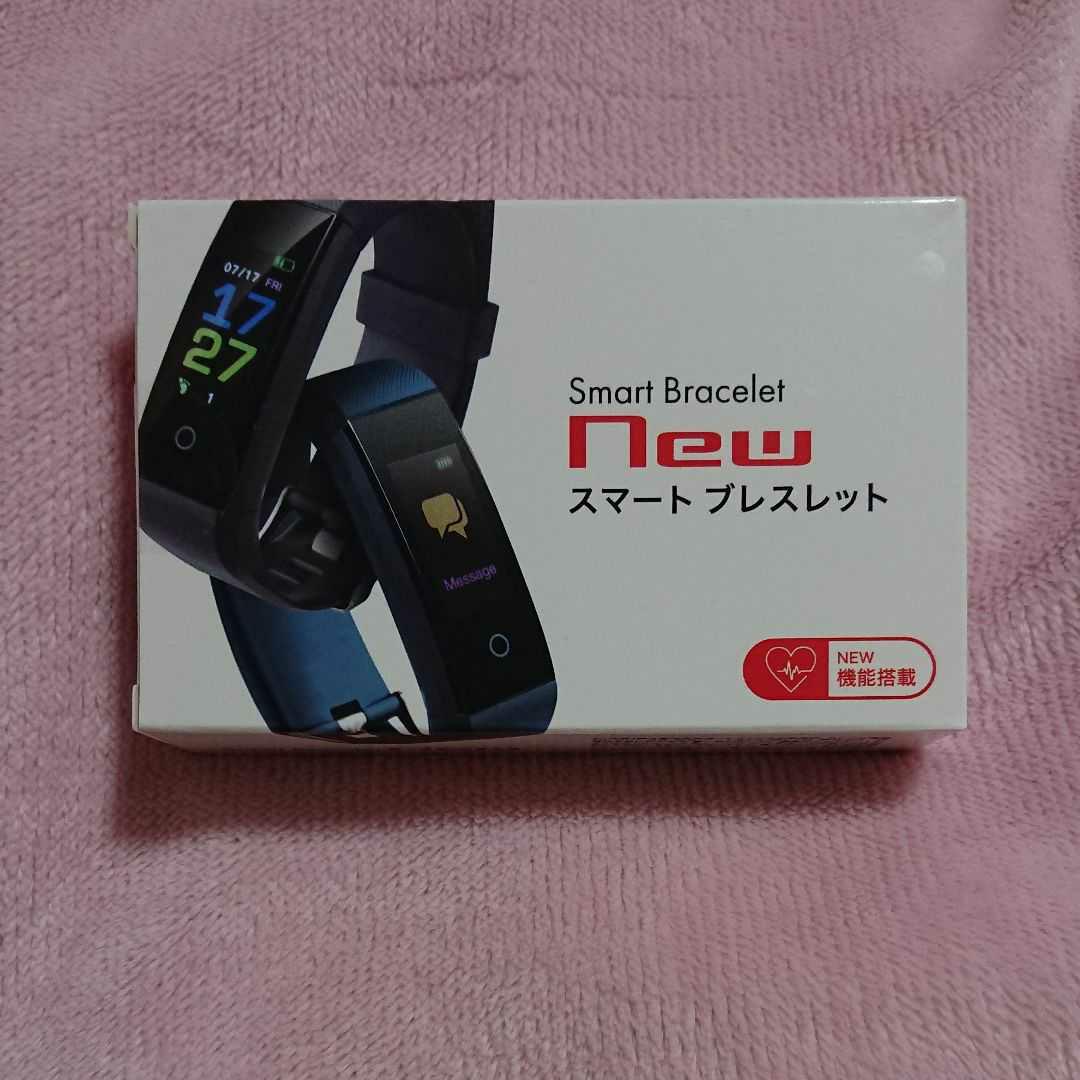 07/17 FRI
17
27
1
Message
Smart Bracelet
new
スマート ブレスレット
NEW
機能搭載